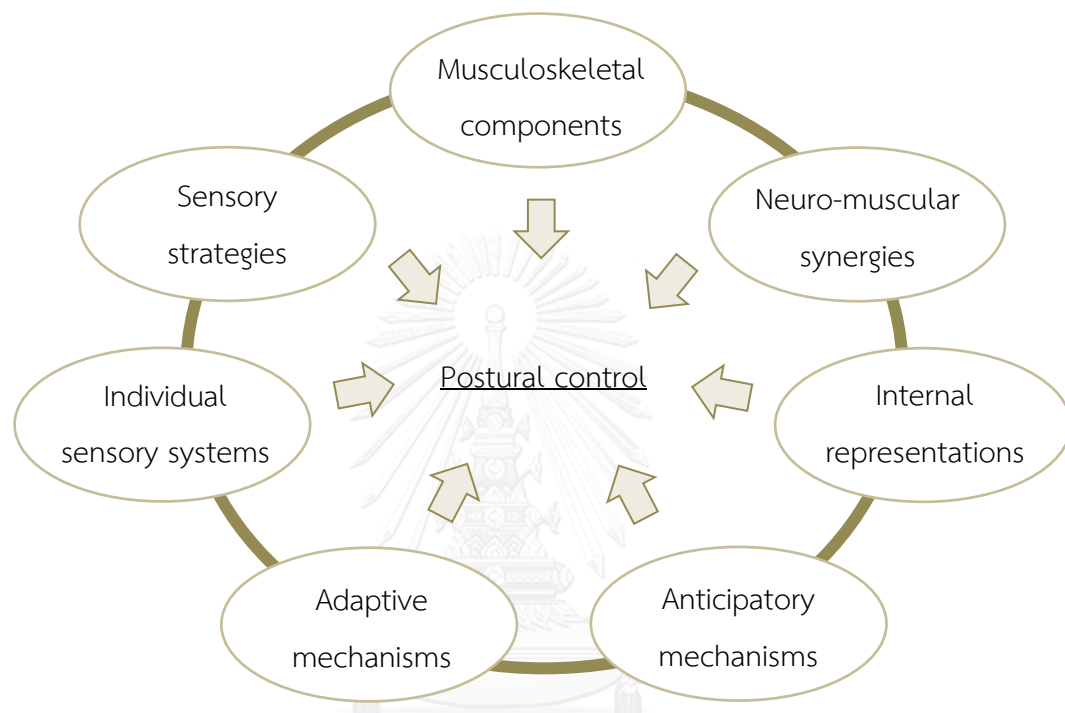 Musculoskeletal
components
Neuro-muscular
synergies
Internal
representations
Anticipatory
mechanisms
Adaptive
mechanisms
Individual
sensory systems
Sensory
strategies
Postural control